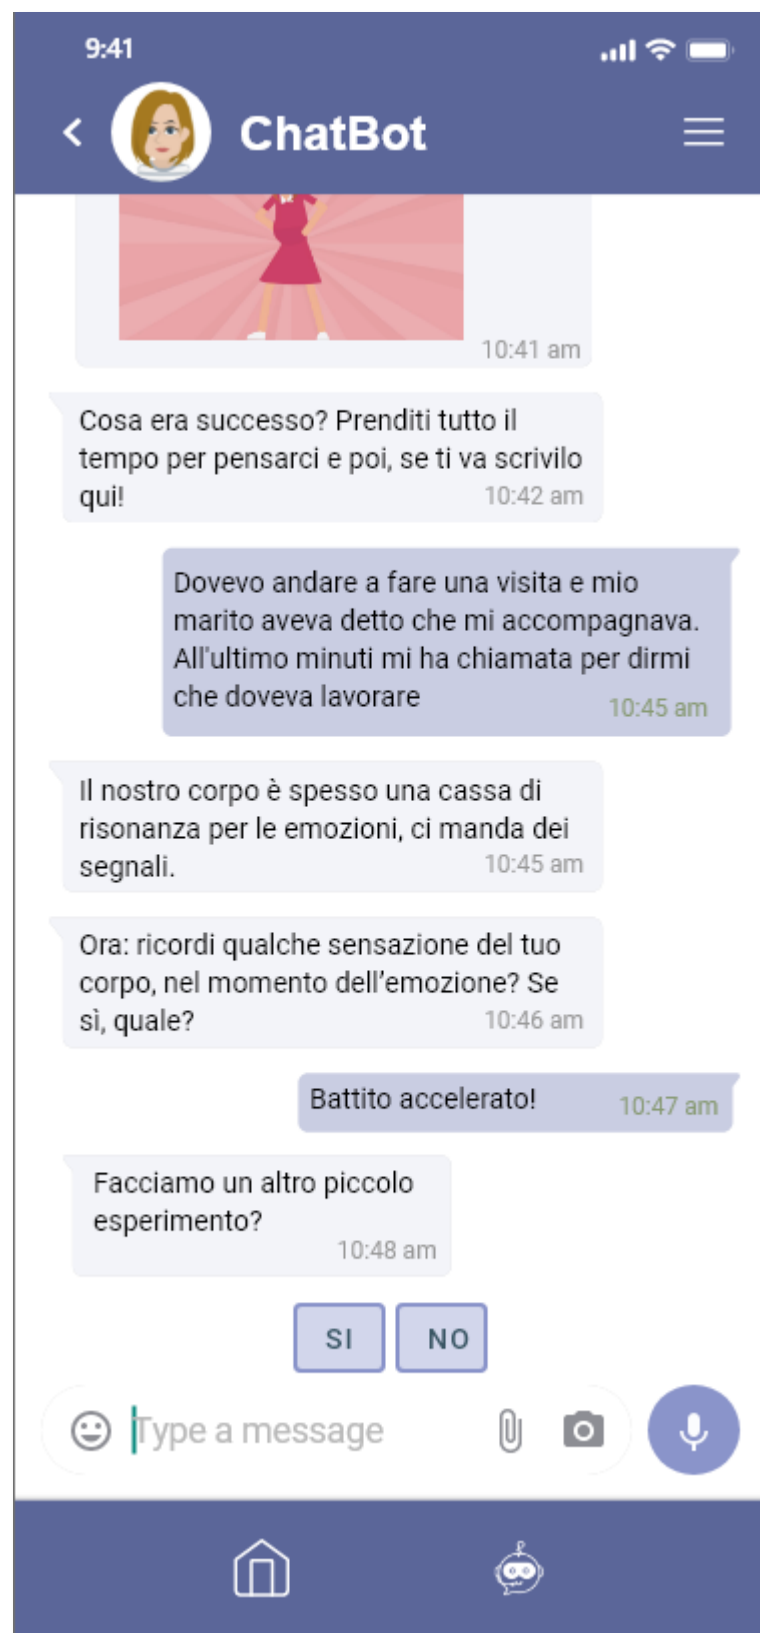 9:41
ChatBot
10:41 am
Cosa era successo? Prenditi tutto il
tempo per pensarci e poi, se ti va scrivilo
qui!
10:42 am
Dovevo andare a fare una visita e mio
marito aveva detto che mi accompagnava.
All'ultimo minuti mi ha chiamata per dirmi
che doveva lavorare
10:45 am
Il nostro corpo è spesso una cassa di
risonanza per le emozioni, ci manda dei
segnali.
10:45 am
Ora: ricordi qualche sensazione del tuo
corpo, nel momento dell’emozione? Se
sì, quale?
10:46 am
Battito accelerato!
10:47 am
Facciamo un altro piccolo
esperimento?
10:48 am
SI
NO
Type a message